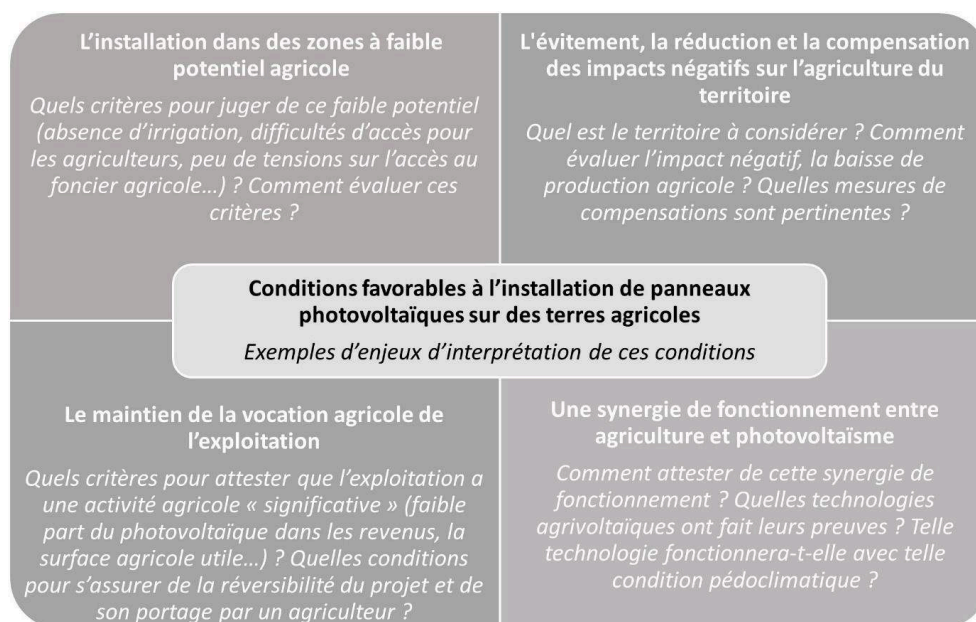 L’installation dans des zones à faible
potentiel agricole
Quels critères pour juger de ce faible potentiel
(absence d’irrigation, difficultés d’accès pour
les agriculteurs, peu de tensions sur l’accès au
foncier agricole…) ? Comment évaluer ces
critères ?
L'évitement, la réduction et la compensation
des impacts négatifs sur l’agriculture du
territoire
Quel est le territoire à considérer ? Comment
évaluer l’impact négatif, la baisse de
production agricole ? Quelles mesures de
compensations sont pertinentes ?
Conditions favorables à l’installation de panneaux
photovoltaïques sur des terres agricoles
Exemples d’enjeux d’interprétation de ces conditions
Le maintien de la vocation agricole de
l’exploitation
Quels critères pour attester que l’exploitation a
une activité agricole « significative » (faible
part du photovoltaïque dans les revenus, la
surface agricole utile…) ? Quelles conditions
pour s’assurer de la réversibilité du projet et de
son portage par un agriculteur ?
Une synergie de fonctionnement entre
agriculture et photovoltaïsme
Comment attester de cette synergie de
fonctionnement ? Quelles technologies
agrivoltaïques ont fait leurs preuves ? Telle
technologie fonctionnera-t-elle avec telle
condition pédoclimatique ?